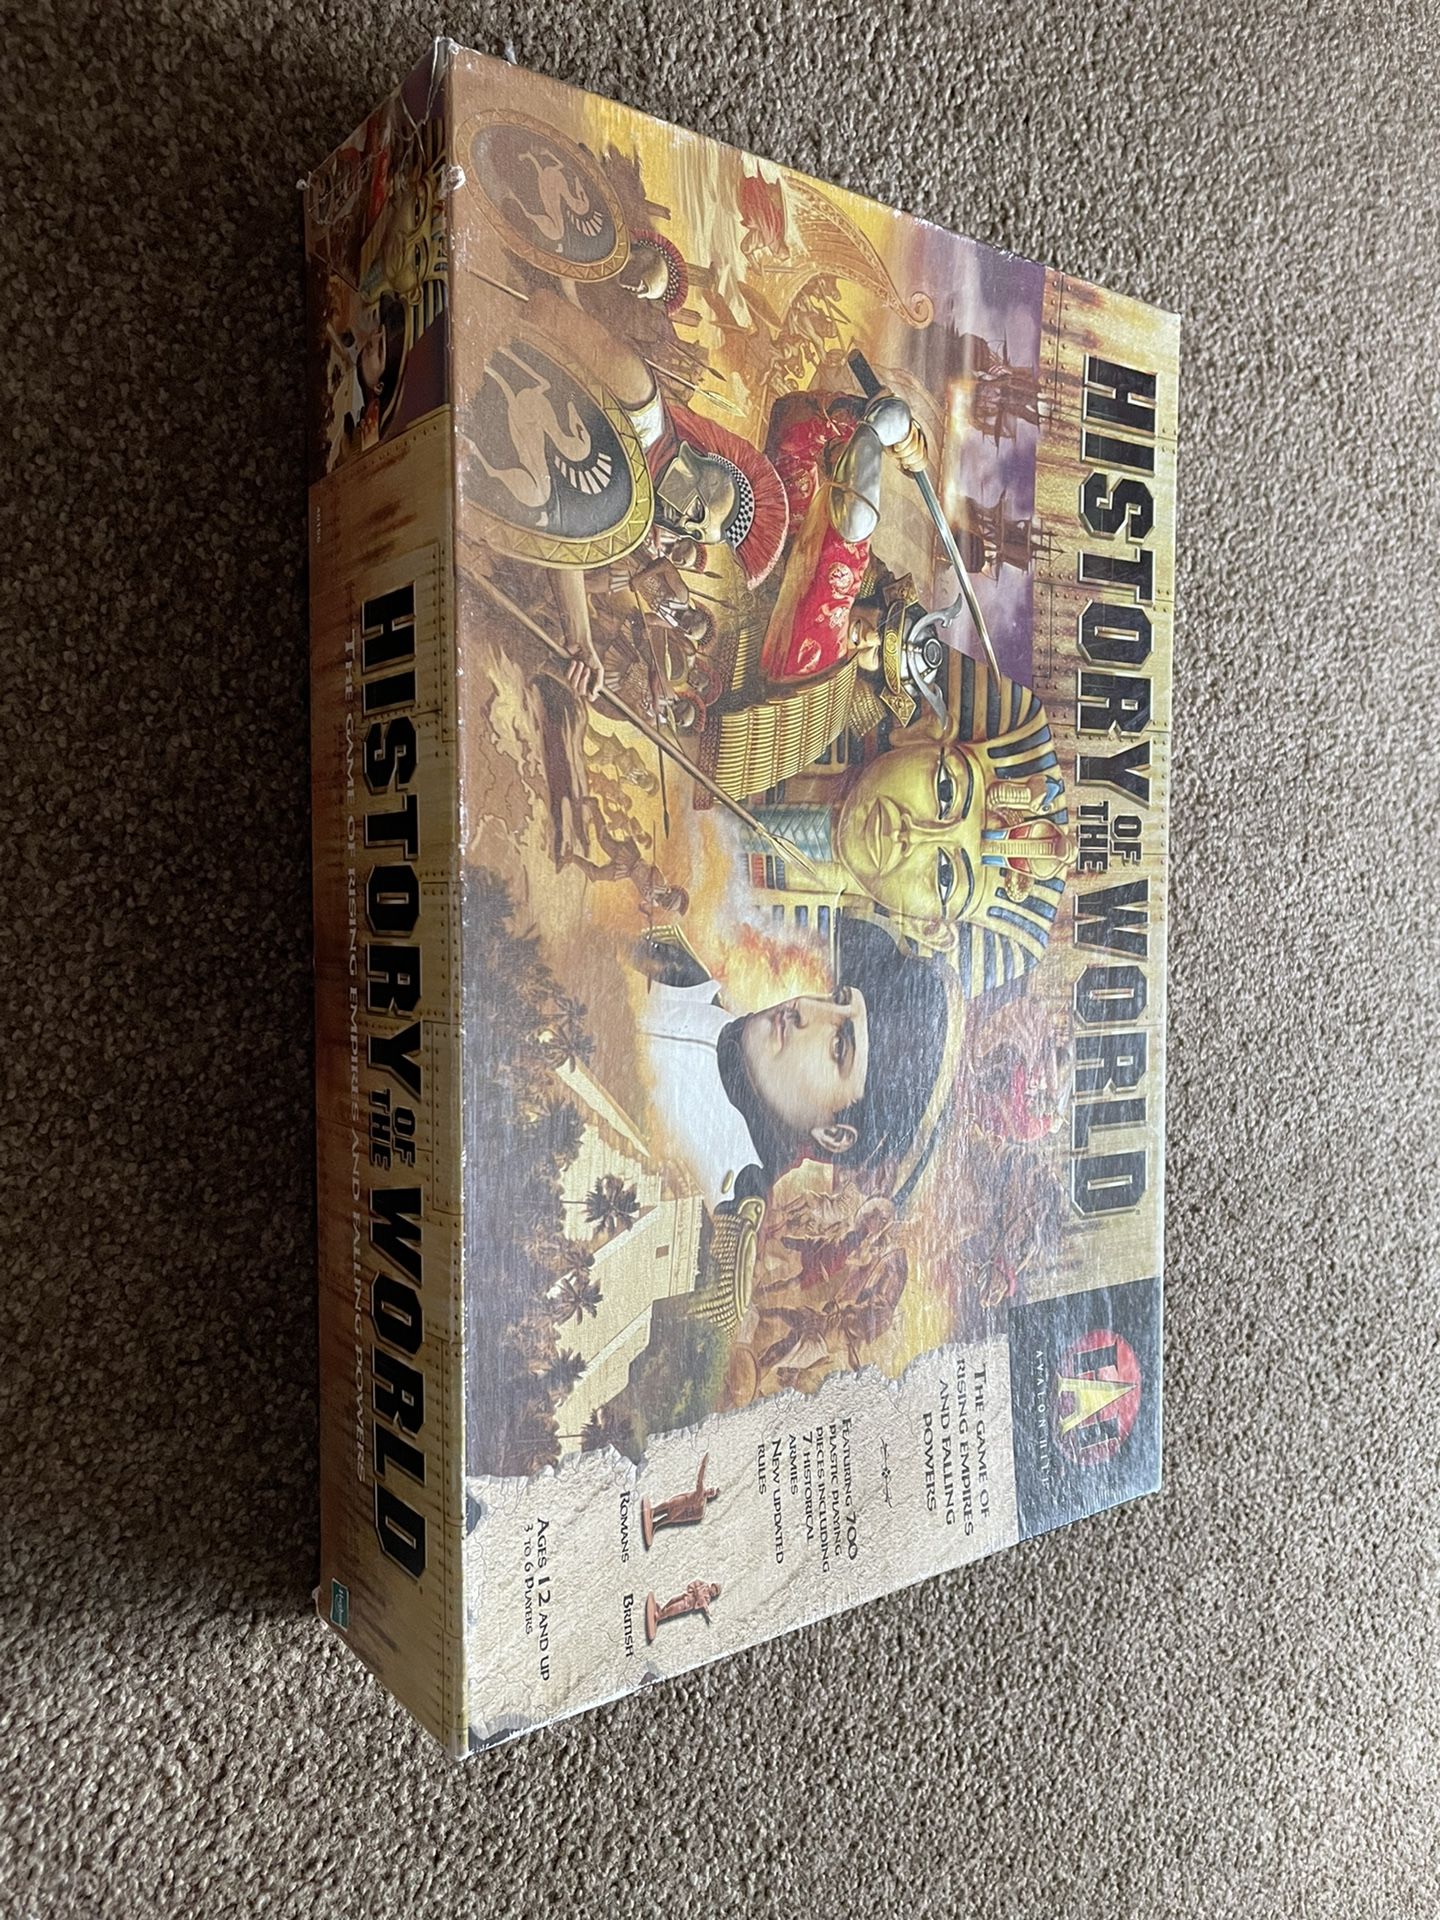 HISTORY OF THE WORLD
AVALON HILL
THE GAME OF
RISING EMPIRES
AND FALLING
POWERS
FEATURING 700
PLASTIC PLAYING
PIECES INCLUDING
7 HISTORICAL
ARMIES
NEW UPDATED
RULES
ROMANS
BRITISH
AGES 12 AND UP
3 TO 6 PLAYERS
HISTORY OF THE WORLD
THE GAME OF RISING EMPIRES AND FALLING POWERS
Hasbro